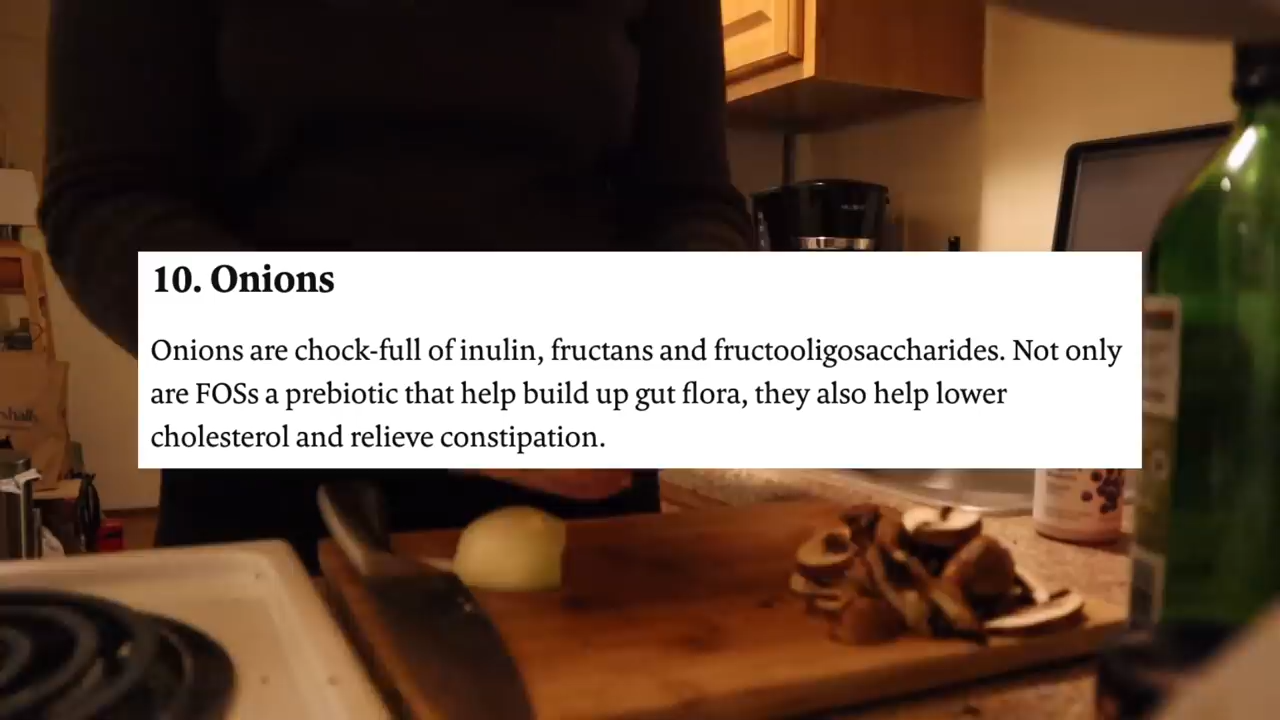 10. Onions
Onions are chock-full of inulin, fructans and fructooligosaccharides. Not only
are FOSs a prebiotic that help build up gut flora, they also help lower
cholesterol and relieve constipation.